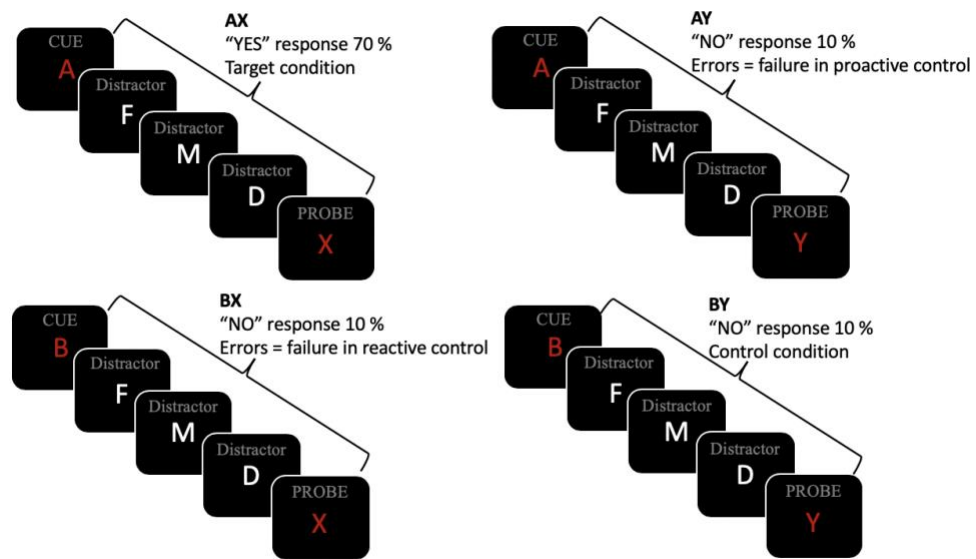 AX
"YES" response 70 %
Target condition
CUE
A
Distractor
F
Distractor
M
Distractor
D
PROBE
X
AY
"NO" response 10 %
Errors = failure in proactive control
CUE
A
Distractor
F
Distractor
M
Distractor
D
PROBE
Y
BX
"NO" response 10 %
Errors = failure in reactive control
CUE
B
Distractor
F
Distractor
M
Distractor
D
PROBE
X
BY
"NO" response 10 %
Control condition
CUE
B
Distractor
F
Distractor
M
Distractor
D
PROBE
Y